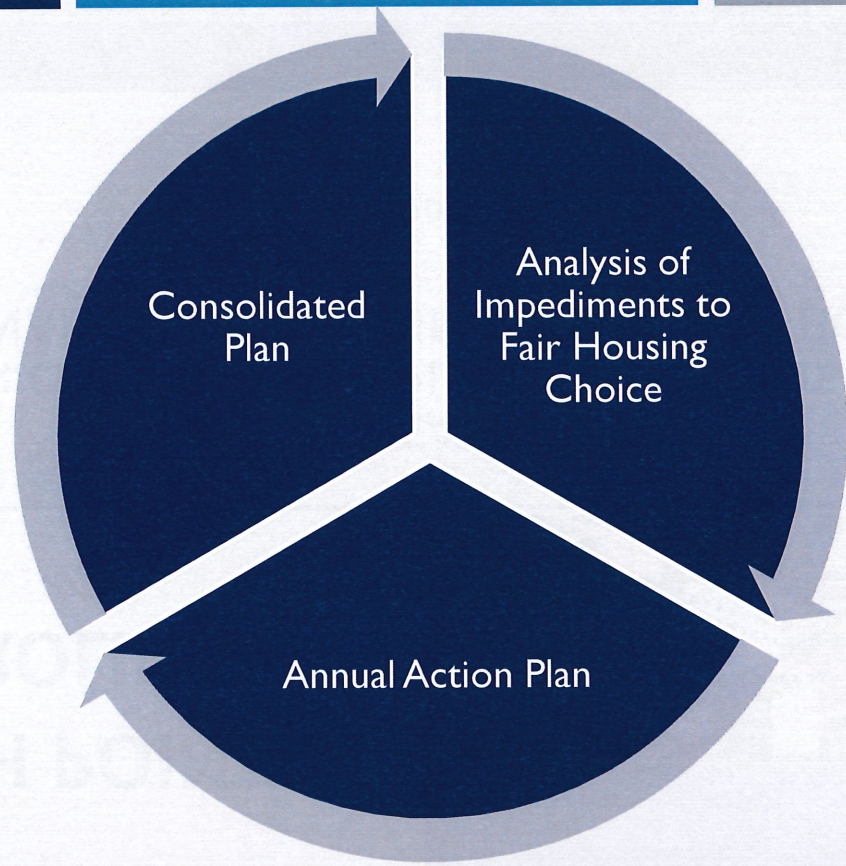 Consolidated
Plan
Analysis of
Impediments to
Fair Housing
Choice
Annual Action Plan